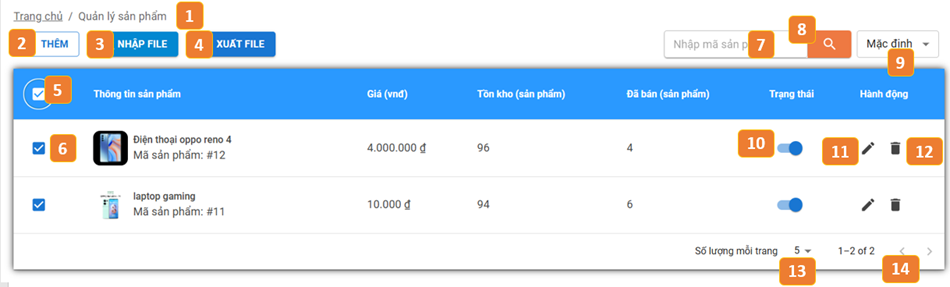 Trang chủ / Quản lý sản phẩm 1
2 THÊM 3 NHẬP FILE 4 XUẤT FILE Nhập mã sản p 7 8 Mặc định 9
5 Thông tin sản phẩm Giá (vnđ) Tồn kho (sản phẩm) Đã bán (sản phẩm) Trạng thái Hành động
6 Điện thoại oppo reno 4 4.000.000 ₫ 96 4 10 11 12
Mã sản phẩm: #12
laptop gaming 10.000 ₫ 94 6
Mã sản phẩm: #11
Số lượng mỗi trang 5 1–2 of 2
13 14